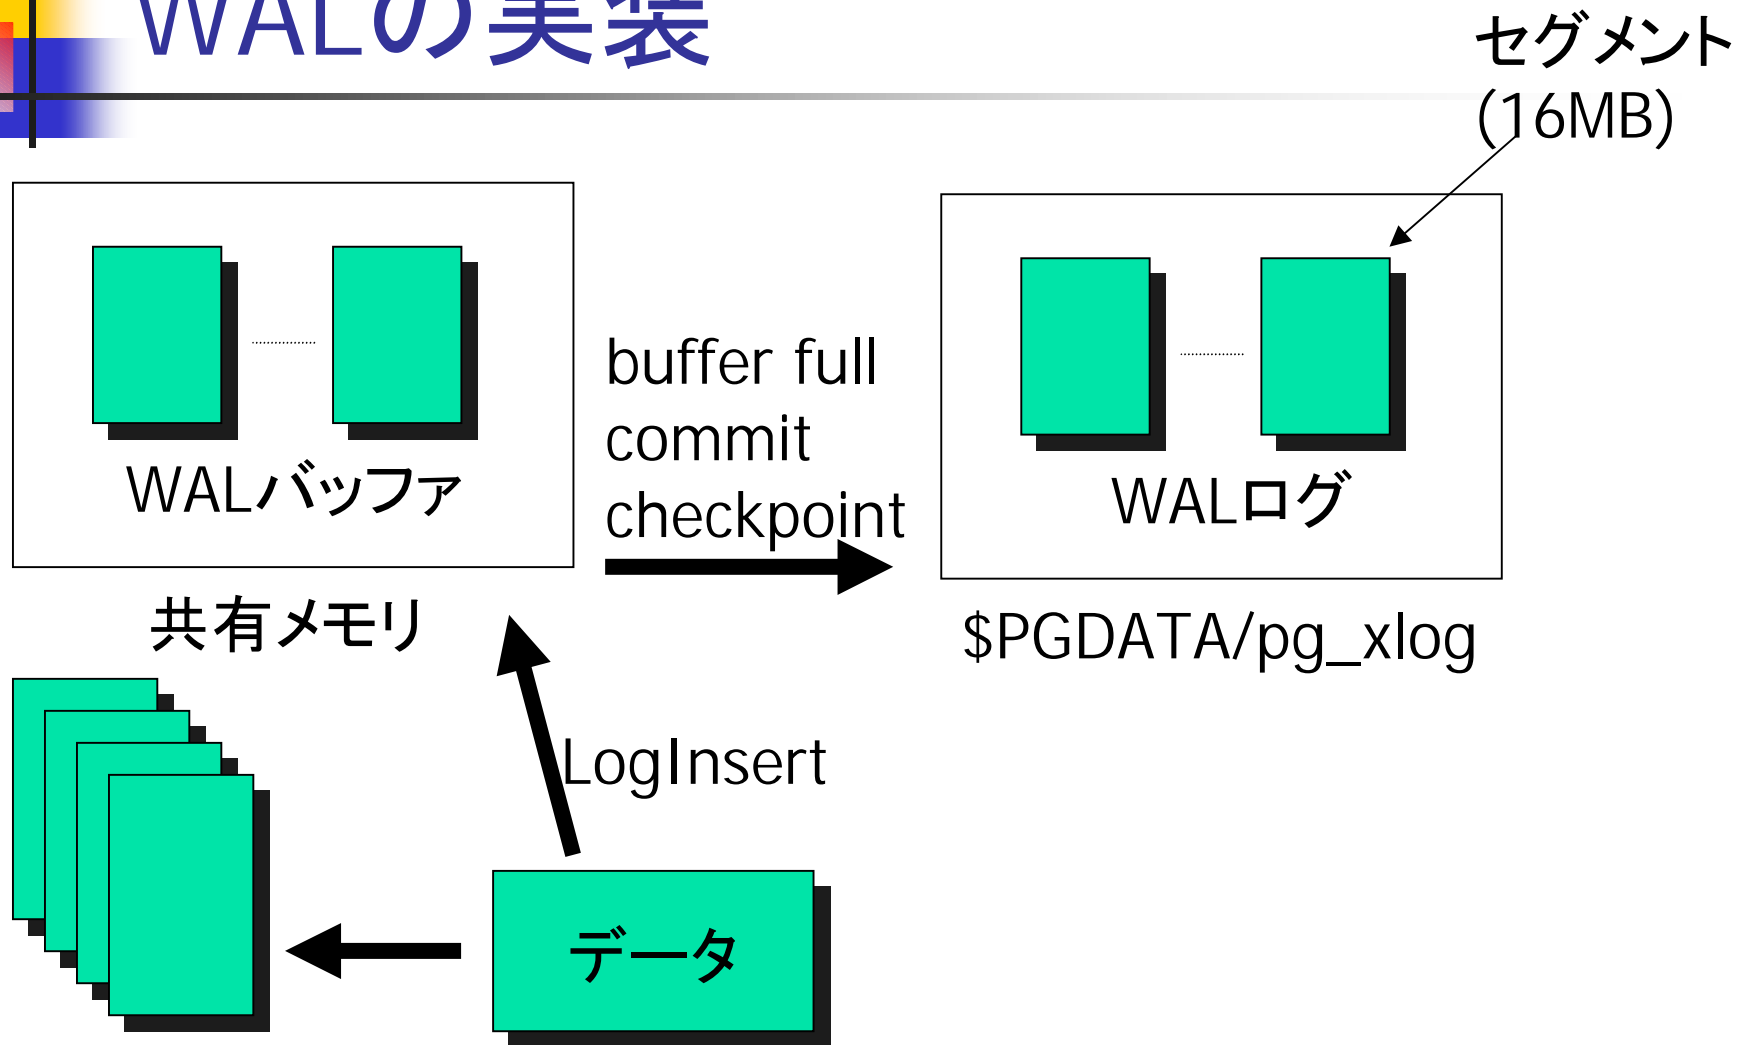 WALの実装
セグメント
(16MB)
buffer full
commit
checkpoint
WALバッファ
WALログ
共有メモリ
$PGDATA/pg_xlog
LogInsert
データ